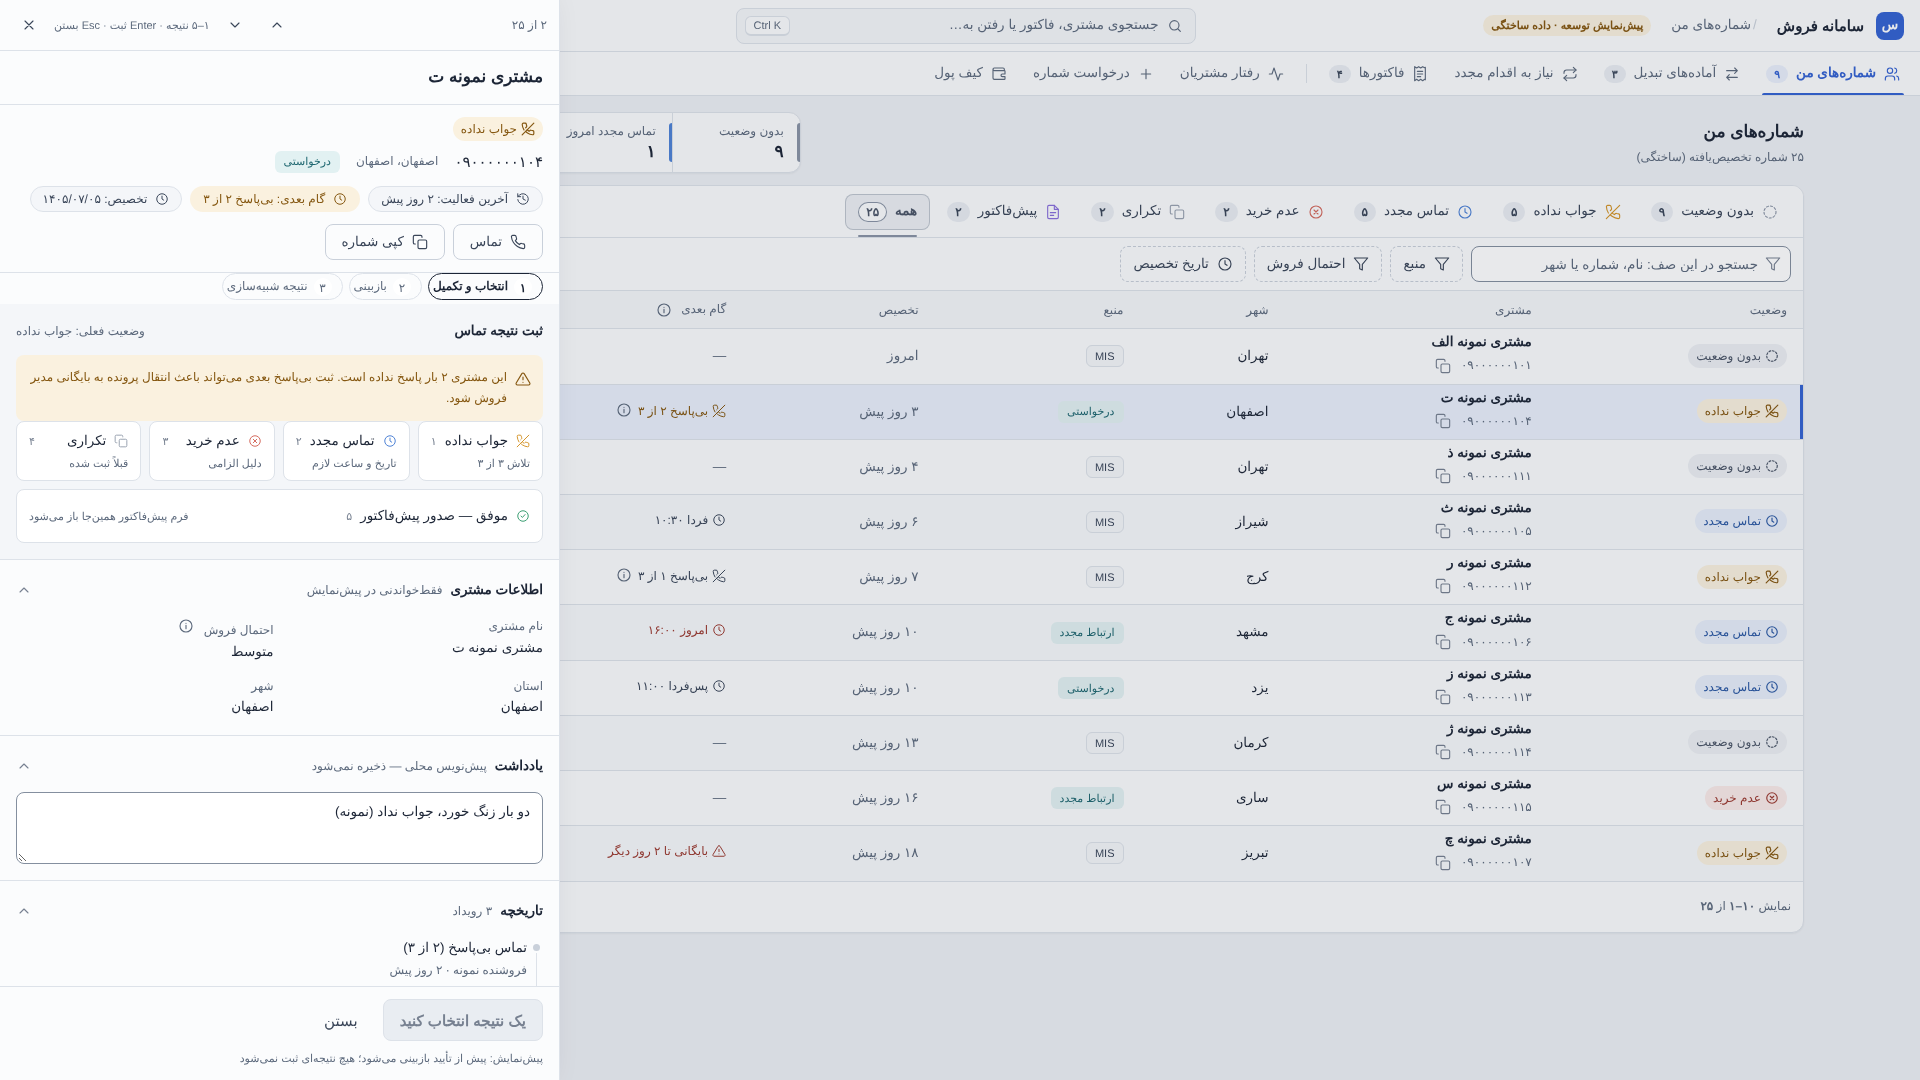 سامانه فروش
/ شماره‌های من
پیش‌نمایش توسعه · داده ساختگی
جستجوی مشتری، فاکتور یا رفتن به…
Ctrl K
شماره‌های من ۹
آماده‌های تبدیل ۳
نیاز به اقدام مجدد
فاکتورها ۴
رفتار مشتریان
درخواست شماره
کیف پول
شماره‌های من
۲۵ شماره تخصیص‌یافته (ساختگی)
بدون وضعیت
۹
تماس مجدد امروز
۱
بدون وضعیت ۹
جواب نداده ۵
تماس مجدد ۵
عدم خرید ۲
تکراری ۲
پیش‌فاکتور ۲
همه ۲۵
جستجو در این صف: نام، شماره یا شهر
منبع
احتمال فروش
تاریخ تخصیص
وضعیت مشتری شهر منبع تخصیص گام بعدی
بدون وضعیت مشتری نمونه الف ۰۹۰۰۰۰۰۰۱۰۱ تهران MIS امروز —
جواب نداده مشتری نمونه ت ۰۹۰۰۰۰۰۰۱۰۴ اصفهان درخواستی ۳ روز پیش بی‌پاسخ ۲ از ۳
بدون وضعیت مشتری نمونه ذ ۰۹۰۰۰۰۰۰۱۱۱ تهران MIS ۴ روز پیش —
تماس مجدد مشتری نمونه ث ۰۹۰۰۰۰۰۰۱۰۵ شیراز MIS ۶ روز پیش فردا ۱۰:۳۰
جواب نداده مشتری نمونه ر ۰۹۰۰۰۰۰۰۱۱۲ کرج MIS ۷ روز پیش بی‌پاسخ ۱ از ۳
تماس مجدد مشتری نمونه ج ۰۹۰۰۰۰۰۰۱۰۶ مشهد ارتباط مجدد ۱۰ روز پیش امروز ۱۶:۰۰
تماس مجدد مشتری نمونه ز ۰۹۰۰۰۰۰۰۱۱۳ یزد درخواستی ۱۰ روز پیش پس‌فردا ۱۱:۰۰
بدون وضعیت مشتری نمونه ژ ۰۹۰۰۰۰۰۰۱۱۴ کرمان MIS ۱۳ روز پیش —
عدم خرید مشتری نمونه س ۰۹۰۰۰۰۰۰۱۱۵ ساری ارتباط مجدد ۱۶ روز پیش —
جواب نداده مشتری نمونه چ ۰۹۰۰۰۰۰۰۱۰۷ تبریز MIS ۱۸ روز پیش بایگانی تا ۲ روز دیگر
نمایش ۱–۱۰ از ۲۵
۲ از ۲۵
۱–۵ نتیجه · Enter ثبت · Esc بستن
مشتری نمونه ت
جواب نداده
۰۹۰۰۰۰۰۰۱۰۴ اصفهان، اصفهان درخواستی
آخرین فعالیت: ۲ روز پیش
گام بعدی: بی‌پاسخ ۲ از ۳
تخصیص: ۱۴۰۵/۰۷/۰۵
تماس
کپی شماره
۱ انتخاب و تکمیل
۲ بازبینی
۳ نتیجه شبیه‌سازی
ثبت نتیجه تماس
وضعیت فعلی: جواب نداده
این مشتری ۲ بار پاسخ نداده است. ثبت بی‌پاسخ بعدی می‌تواند باعث انتقال پرونده به بایگانی مدیر
فروش شود.
جواب نداده ۱
تلاش ۳ از ۳
تماس مجدد ۲
تاریخ و ساعت لازم
عدم خرید ۳
دلیل الزامی
تکراری ۴
قبلاً ثبت شده
موفق — صدور پیش‌فاکتور ۵
فرم پیش‌فاکتور همین‌جا باز می‌شود
اطلاعات مشتری فقط‌خواندنی در پیش‌نمایش
نام مشتری
مشتری نمونه ت
احتمال فروش
متوسط
استان
اصفهان
شهر
اصفهان
یادداشت پیش‌نویس محلی — ذخیره نمی‌شود
دو بار زنگ خورد، جواب نداد (نمونه)
تاریخچه ۳ رویداد
تماس بی‌پاسخ (۲ از ۳)
فروشنده نمونه · ۲ روز پیش
یک نتیجه انتخاب کنید
بستن
پیش‌نمایش: پیش از تأیید بازبینی می‌شود؛ هیچ نتیجه‌ای ثبت نمی‌شود